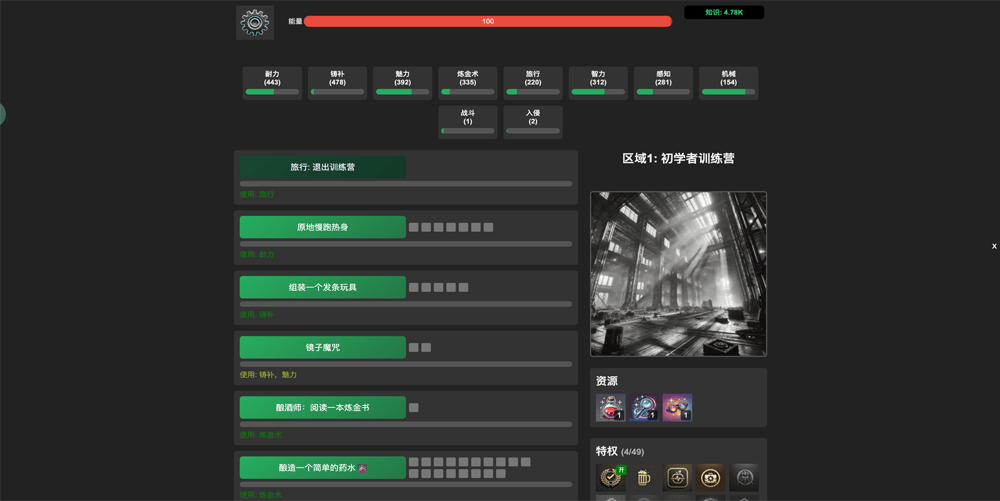 能量
100
知识: 4.78K
耐力
(443)
铸补
(478)
魅力
(392)
炼金术
(335)
旅行
(220)
智力
(312)
感知
(281)
机械
(154)
战斗
(1)
入侵
(2)
旅行: 退出训练营
使用: 旅行
原地慢跑热身
使用: 耐力
组装一个发条玩具
使用: 铸补
镜子魔咒
使用: 铸补，魅力
酿酒师：阅读一本炼金书
使用: 炼金术
酿造一个简单的药水
使用: 炼金术
区域1: 初学者训练营
资源
1
1
1
特权 (4/49)
开
x